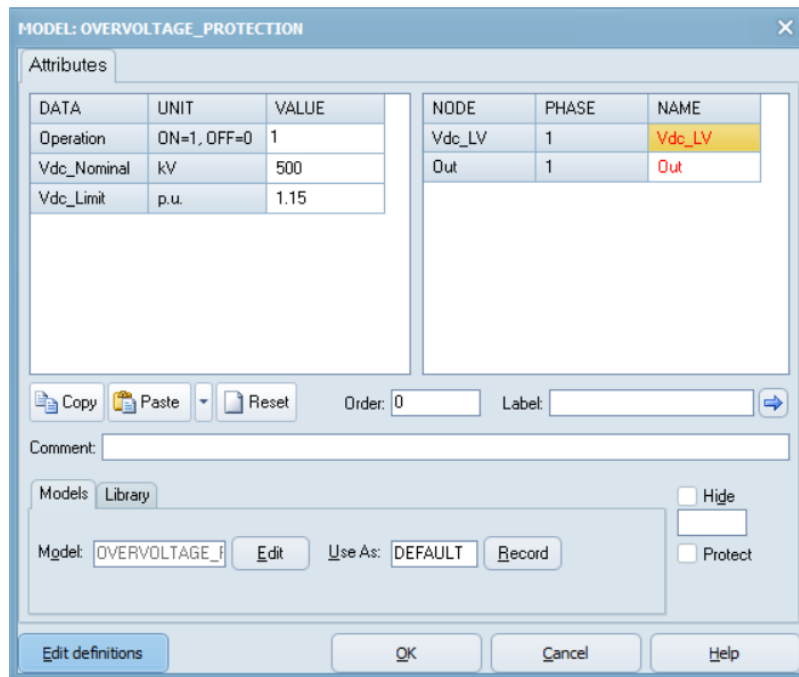 MODEL: OVERVOLTAGE_PROTECTION
Attributes
DATA UNIT VALUE
Operation ON=1, OFF=0 1
Vdc_Nominal kV 500
Vdc_Limit p.u. 1.15
NODE PHASE NAME
Vdc_LV 1 Vdc_LV
Out 1 Out
Copy Paste Reset Order: 0 Label:
Comment:
Models Library
Model: OVERVOLTAGE_F Edit Use As: DEFAULT Record
Hide
Protect
Edit definitions OK Cancel Help